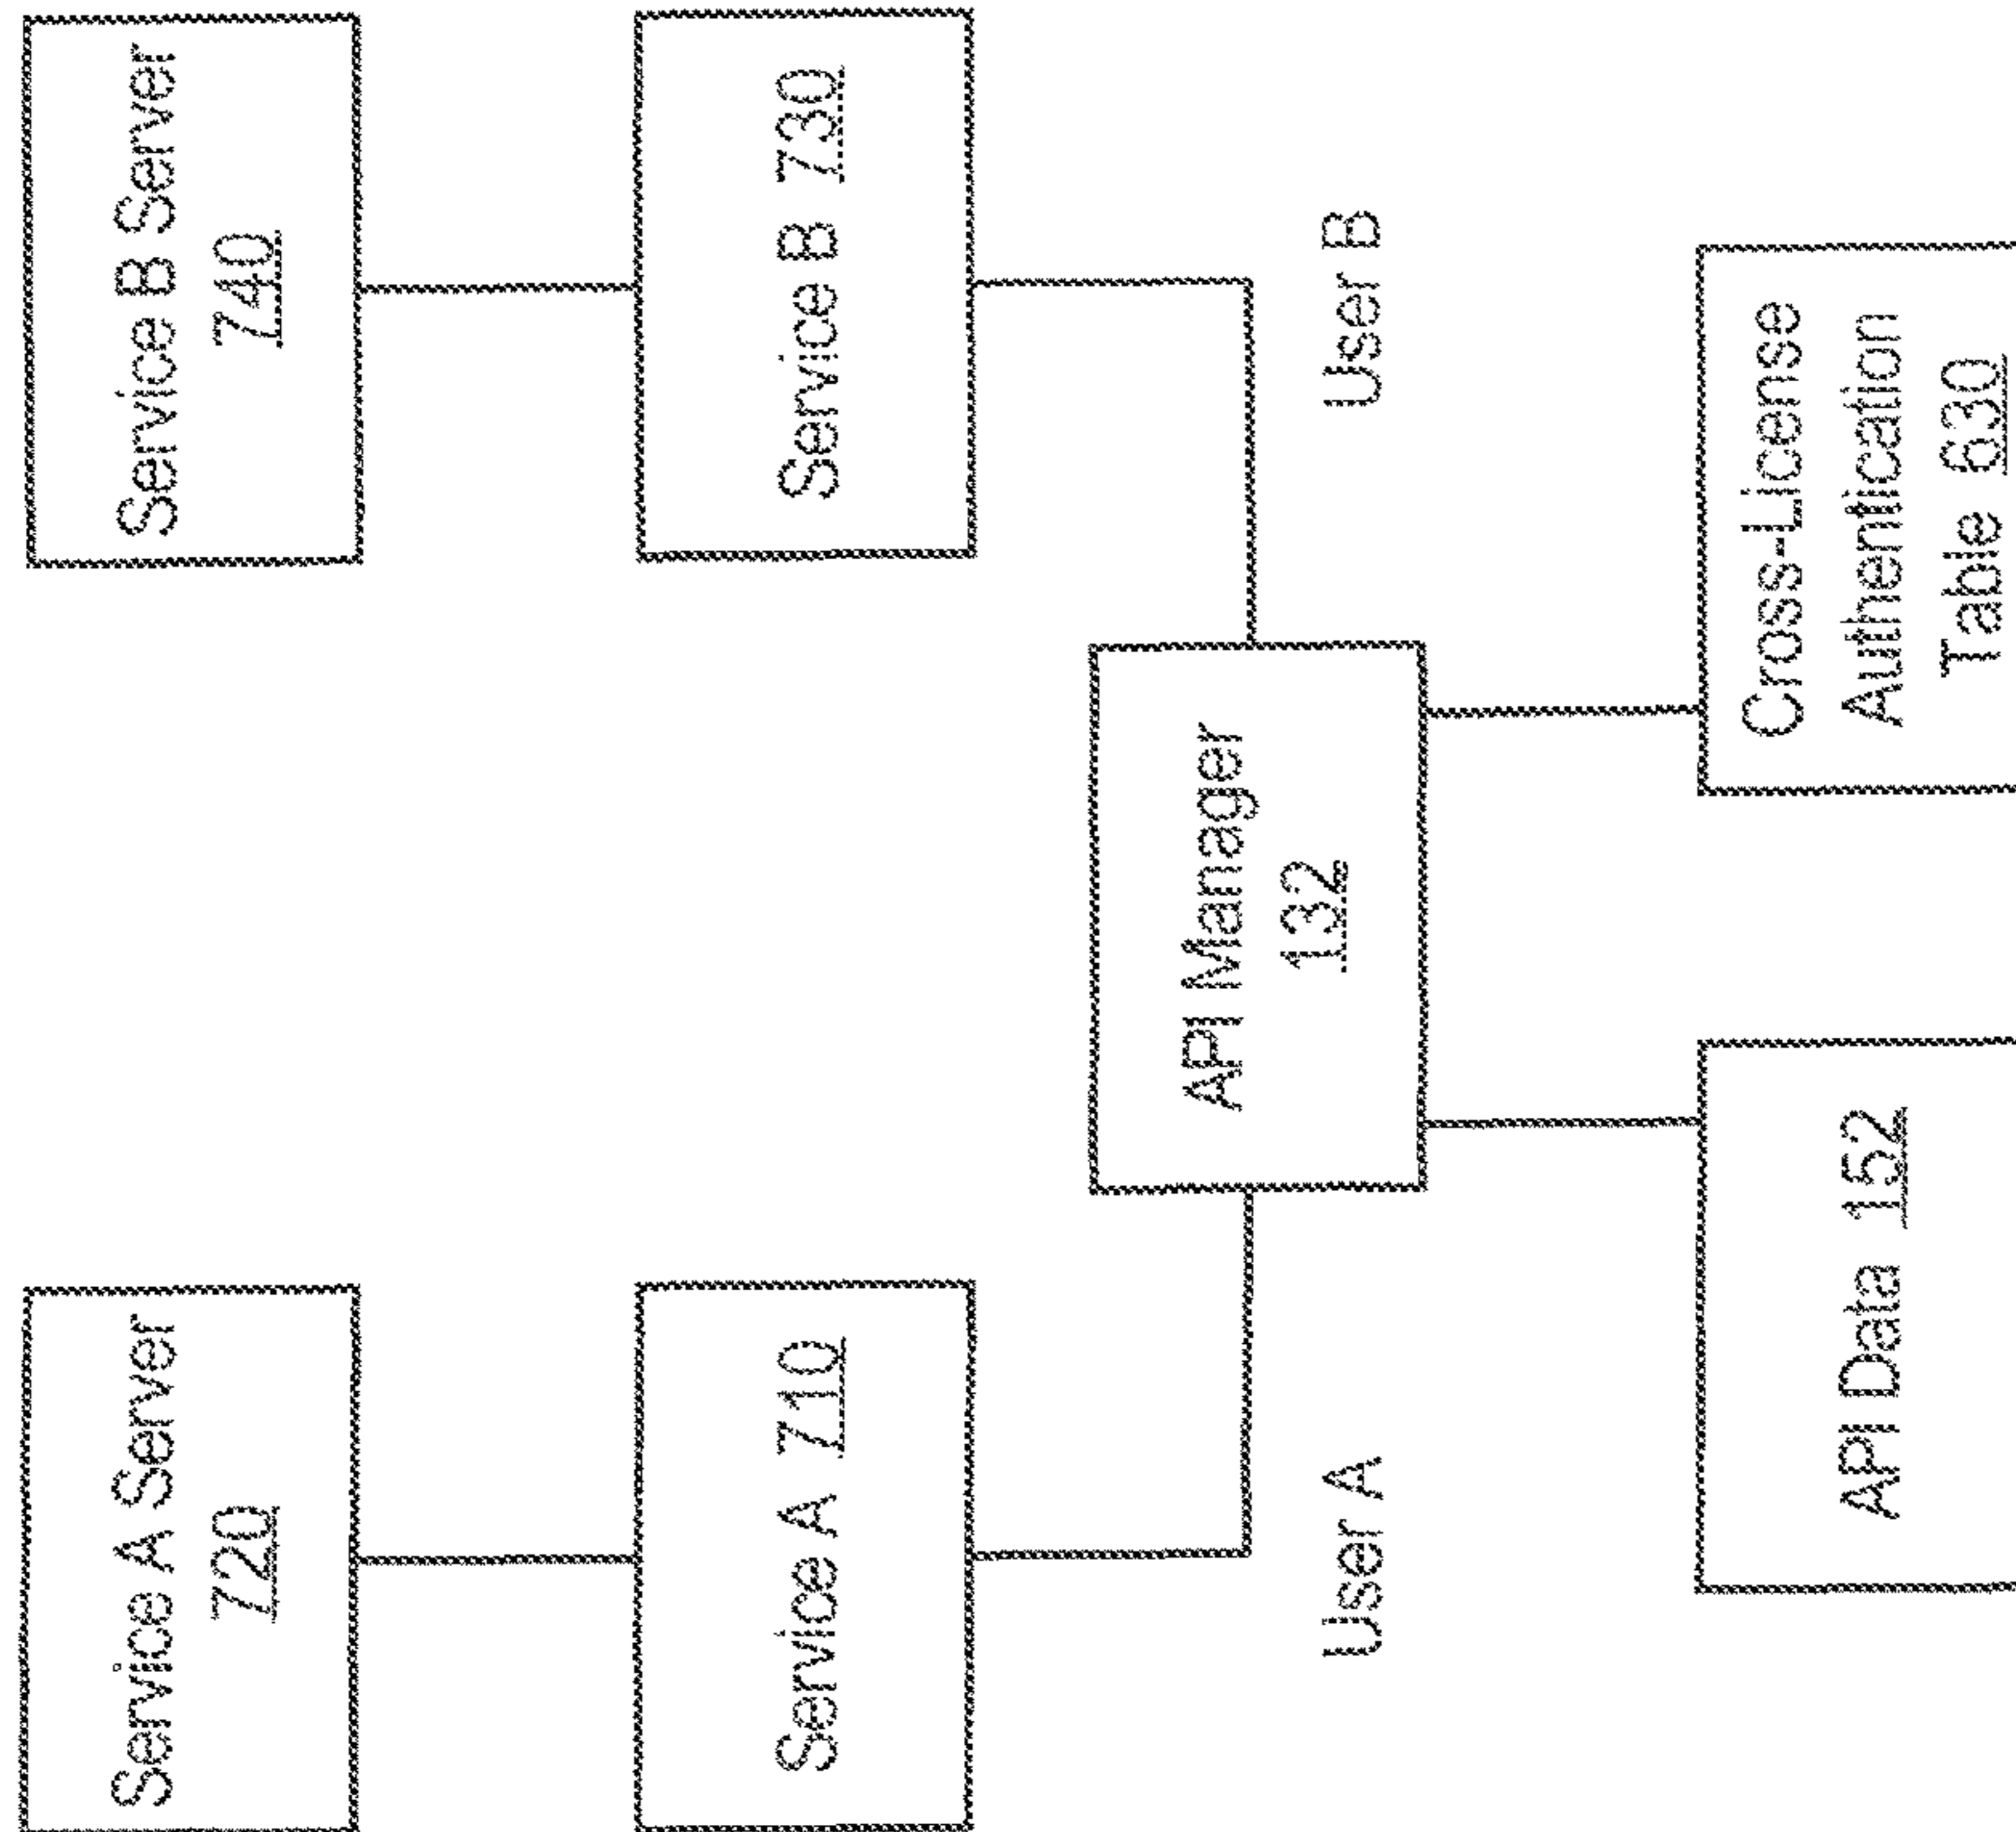 Service A Server
720
Service B Server
740
Service A 710
Service B 730
API Manager
132
User A
User B
API Data 152
Cross-License
Authentication
Table 630